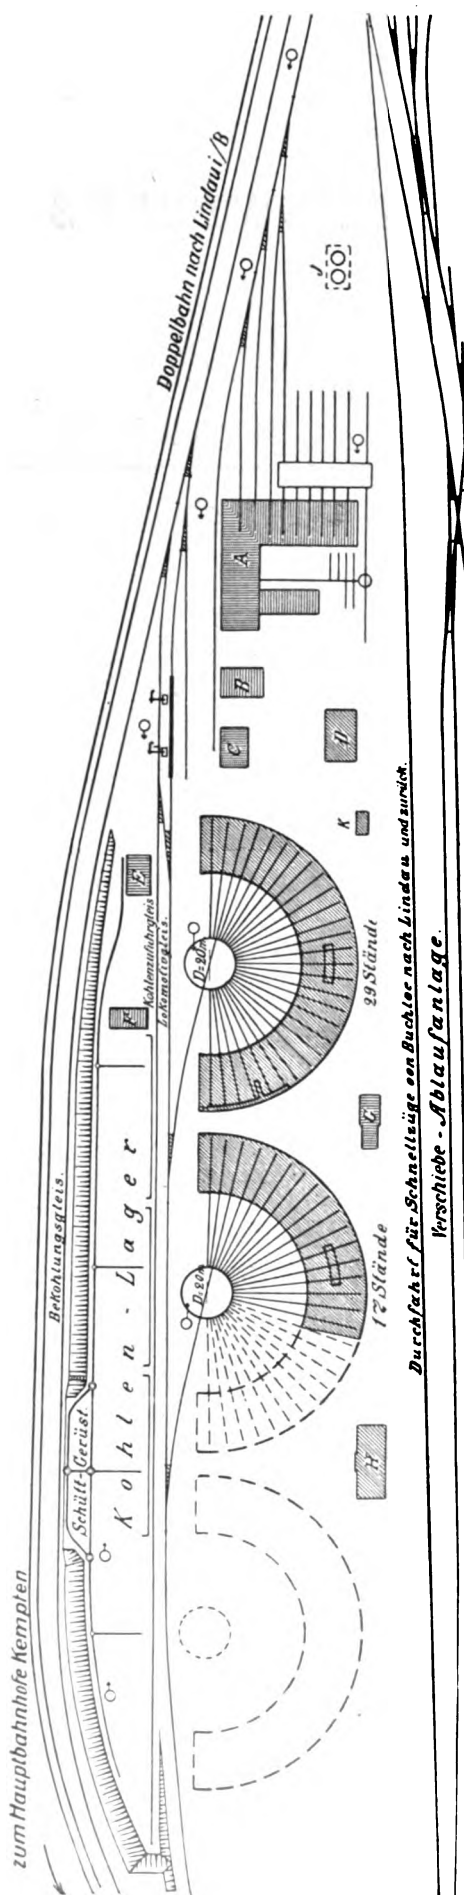 zum Hauptbahnhofe Kempten
Doppelbahn nach Lindau i/B
Bekohlungsgleis.
Schütt-Gerüst.
Kohlen-Lager
F
E
Kohlenzufuhrgleis
Lokomotivgleis.
A
B
C
D
J
K
D=20m
29 Stände
G
D=20m
17 Stände
H
Durchfahrt für Schnellzüge von Buchloe nach Lindau und zurück.
Verschiebe-Ablaufanlage.